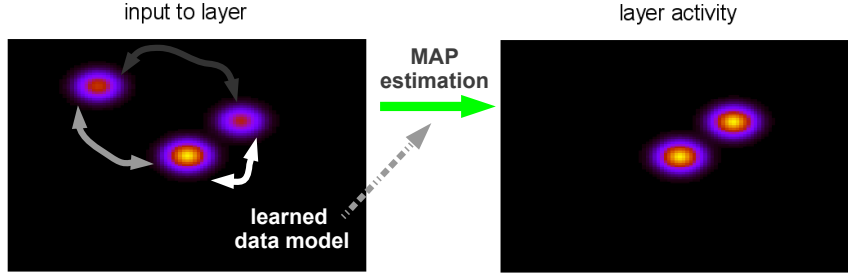 input to layer
layer activity
MAP
estimation
learned
data model